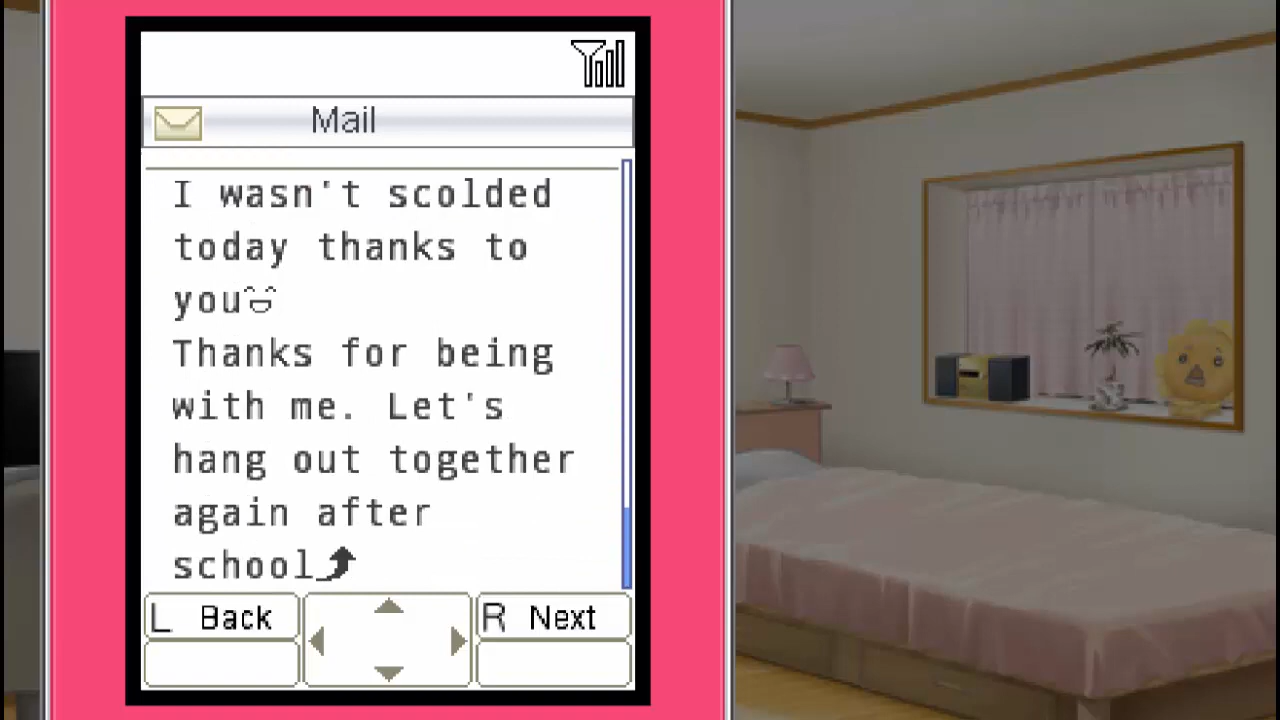 Mail
I wasn't scolded
today thanks to
you😄
Thanks for being
with me. Let's
hang out together
again after
school⤴
L Back
R Next